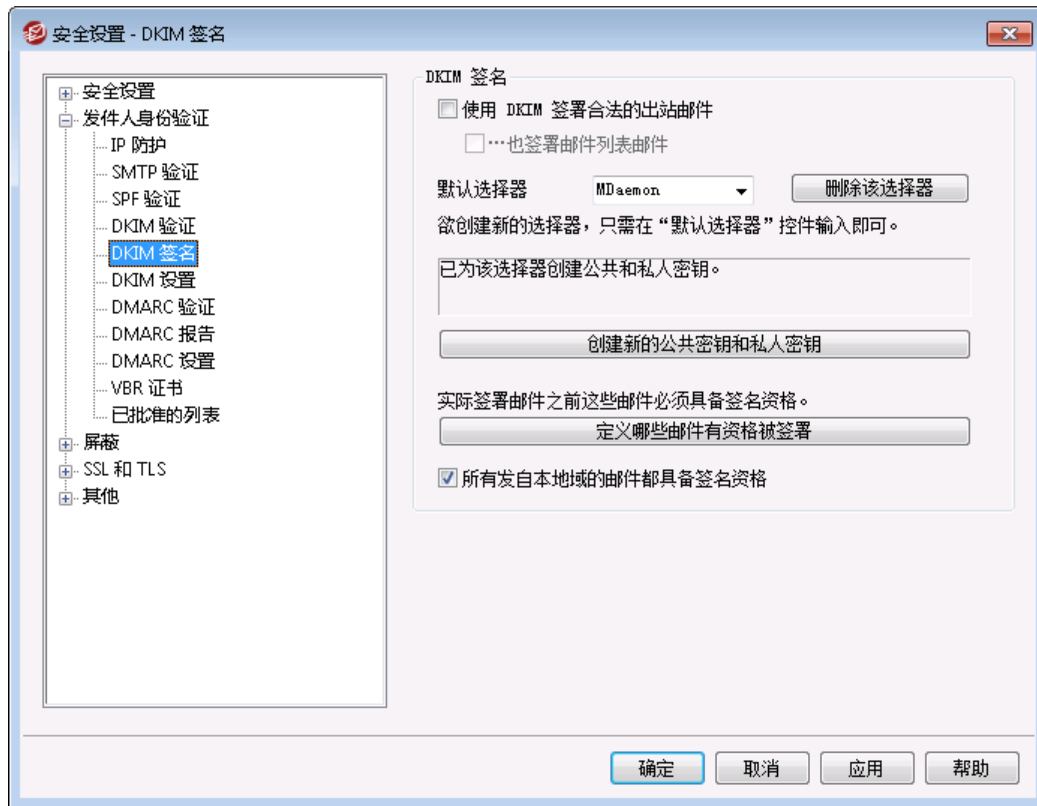 安全设置 - DKIM 签名
安全设置
发件人身份验证
IP 防护
SMTP 验证
SPF 验证
DKIM 验证
DKIM 签名
DKIM 设置
DMARC 验证
DMARC 报告
DMARC 设置
VBR 证书
已批准的列表
屏蔽
SSL 和 TLS
其他
DKIM 签名
使用 DKIM 签署合法的出站邮件
…也签署邮件列表邮件
默认选择器 MDaemon 删除该选择器
欲创建新的选择器，只需在“默认选择器”控件输入即可。
已为该选择器创建公共和私人密钥。
创建新的公共密钥和私人密钥
实际签署邮件之前这些邮件必须具备签名资格。
定义哪些邮件有资格被签署
所有发自本地域的邮件都具备签名资格
确定 取消 应用 帮助